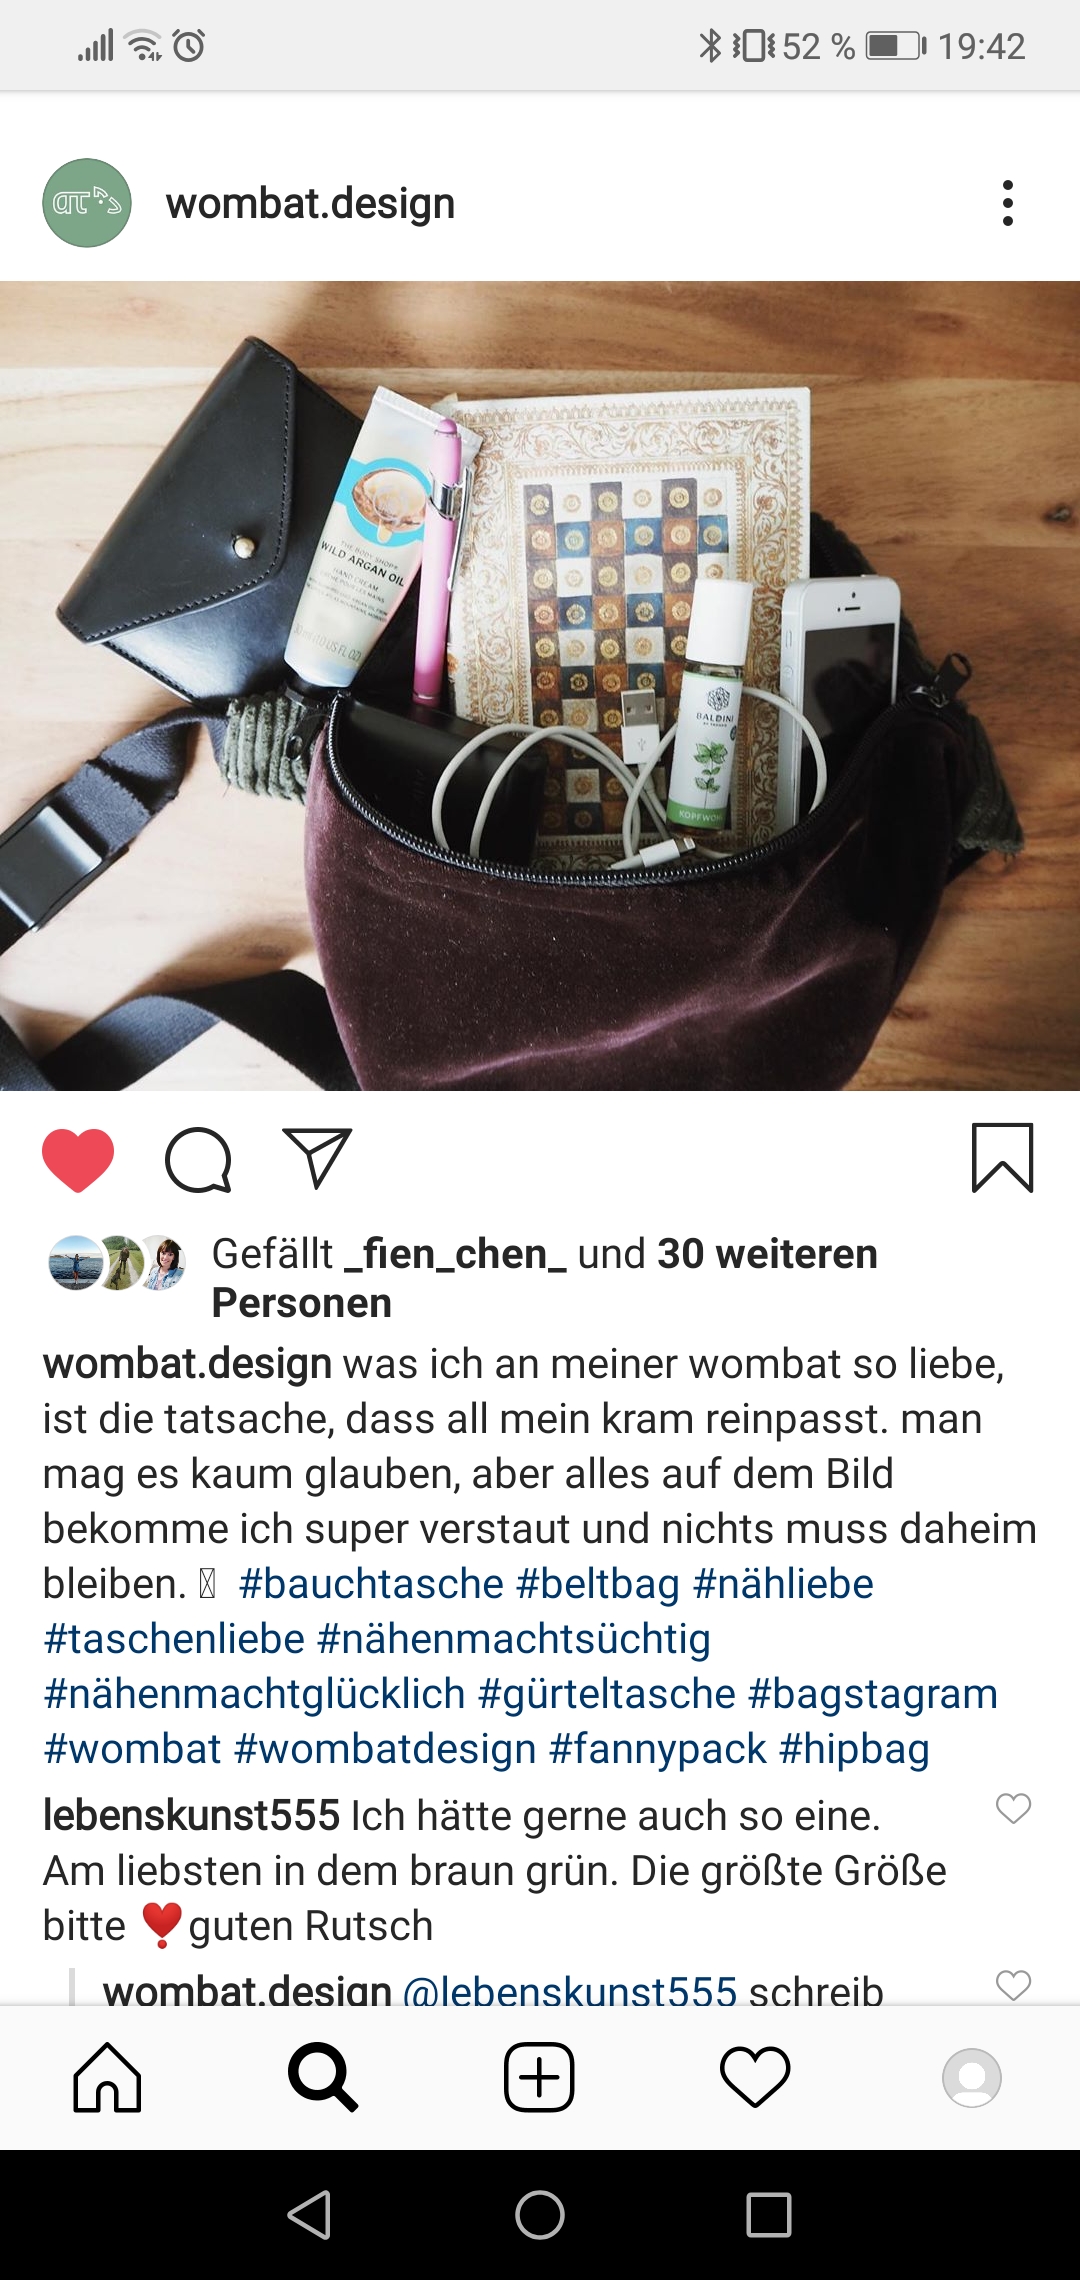 52 % 19:42
wombat.design
THE BODY SHOP®
WILD ARGAN OIL
HAND CREAM
BALDINI
KOPFWOHL
Gefällt _fien_chen_ und 30 weiteren
Personen
wombat.design was ich an meiner wombat so liebe,
ist die tatsache, dass all mein kram reinpasst. man
mag es kaum glauben, aber alles auf dem Bild
bekomme ich super verstaut und nichts muss daheim
bleiben. #bauchtasche #beltbag #nähliebe
#taschenliebe #nähenmachtsüchtig
#nähenmachtglücklich #gürteltasche #bagstagram
#wombat #wombatdesign #fannypack #hipbag
lebenskunst555 Ich hätte gerne auch so eine.
Am liebsten in dem braun grün. Die größte Größe
bitte ❣️guten Rutsch
wombat.design @lebenskunst555 schreib